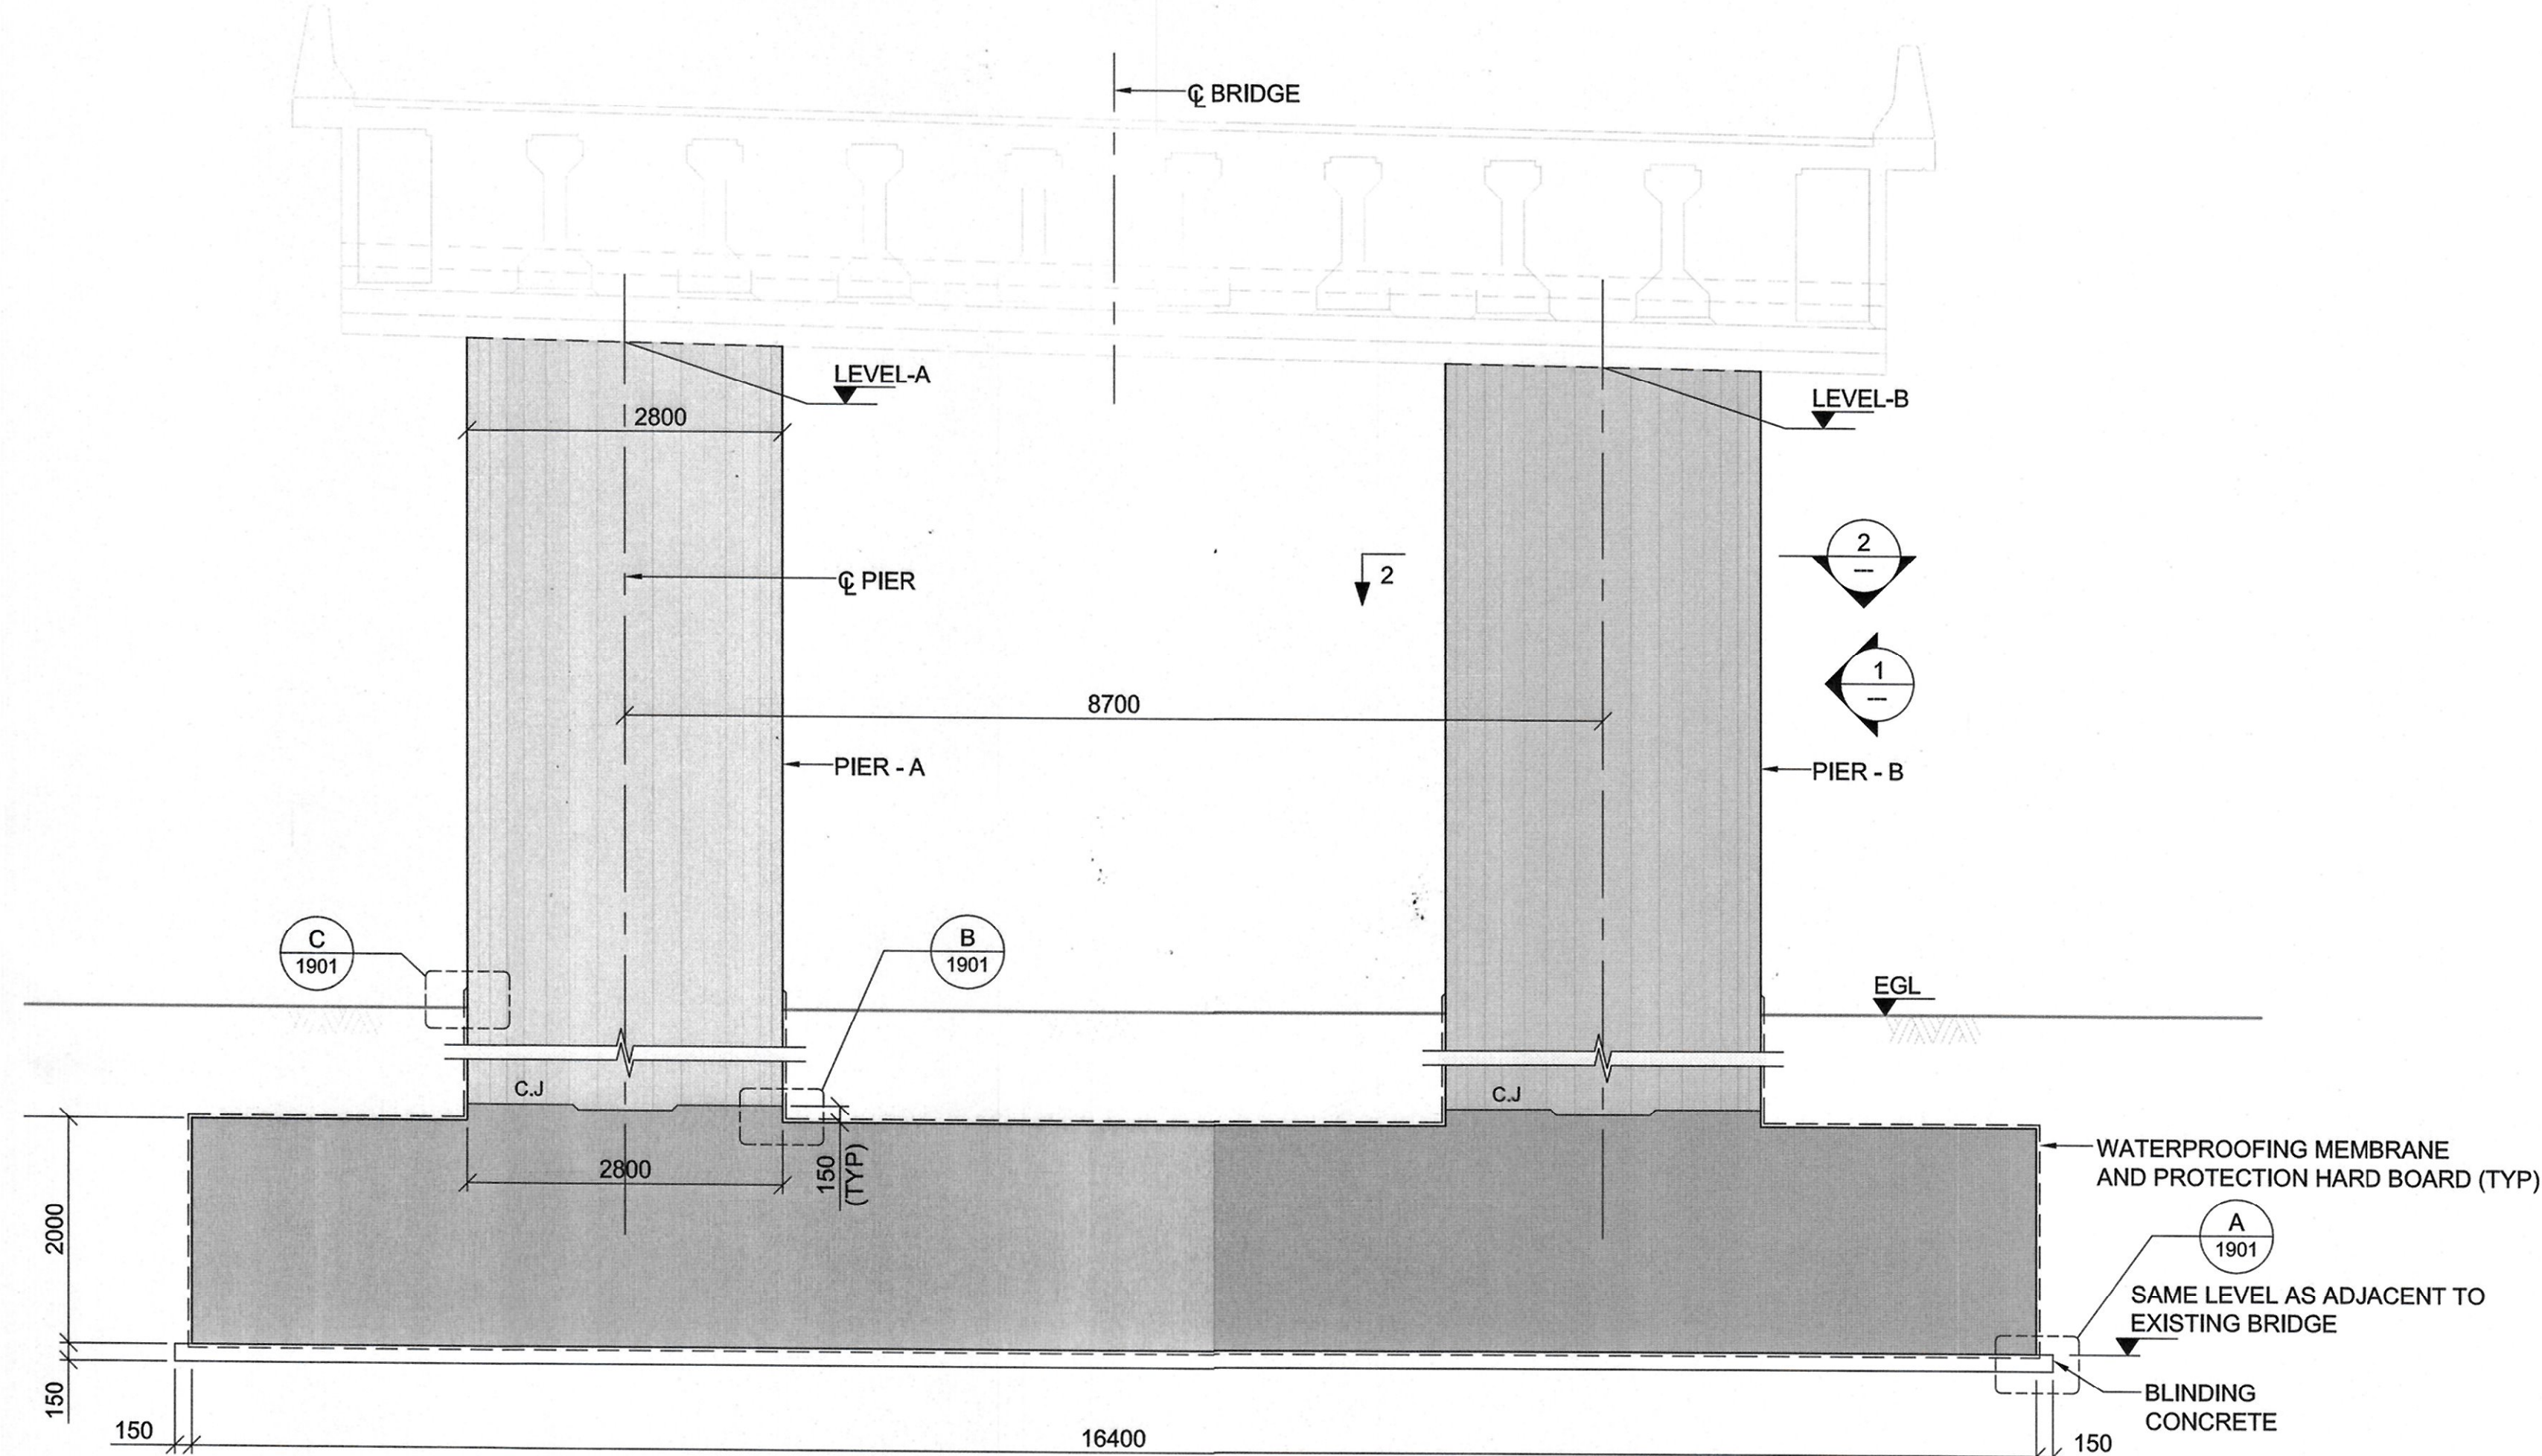 ℄ BRIDGE
LEVEL-A
LEVEL-B
2800
2
---
℄ PIER
2
1
---
8700
PIER - A
PIER - B
C
1901
B
1901
EGL
C.J
C.J
2800
150
(TYP)
WATERPROOFING MEMBRANE
AND PROTECTION HARD BOARD (TYP)
2000
A
1901
SAME LEVEL AS ADJACENT TO
EXISTING BRIDGE
150
BLINDING
CONCRETE
150
16400
150